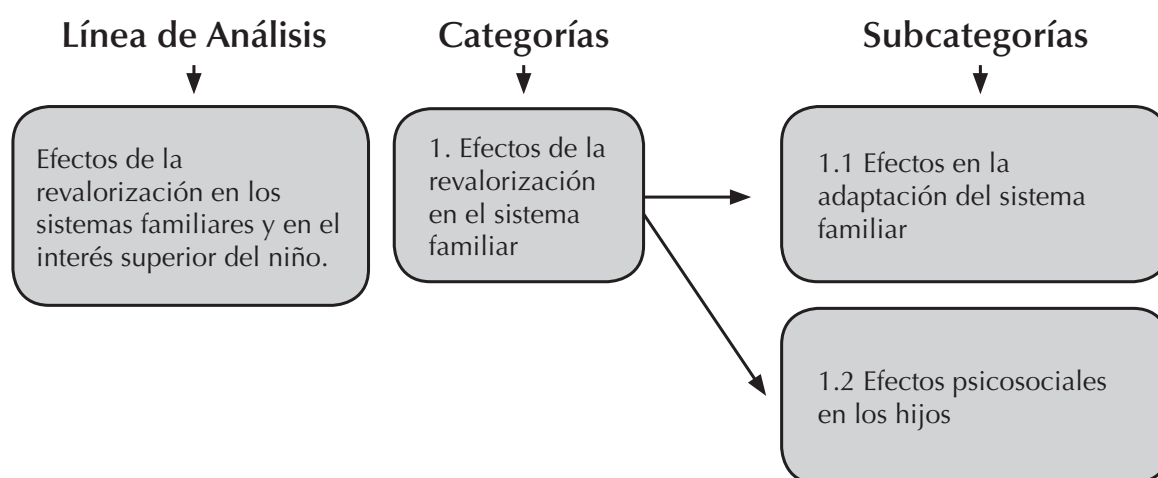 Línea de Análisis
Categorías
Subcategorías
Efectos de la
revalorización en los
sistemas familiares y en el
interés superior del niño.
1. Efectos de la
revalorización
en el sistema
familiar
1.1 Efectos en la
adaptación del sistema
familiar
1.2 Efectos psicosociales
en los hijos